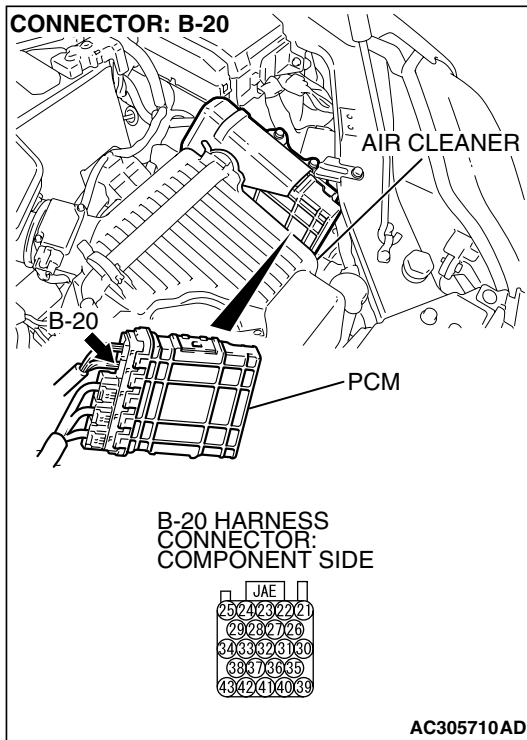 CONNECTOR: B-20
AIR CLEANER
B-20
PCM
B-20 HARNESS
CONNECTOR:
COMPONENT SIDE
JAE
25 24 23 22 21
29 28 27 26
34 33 32 31 30
38 37 36 35
43 42 41 40 39
AC305710AD